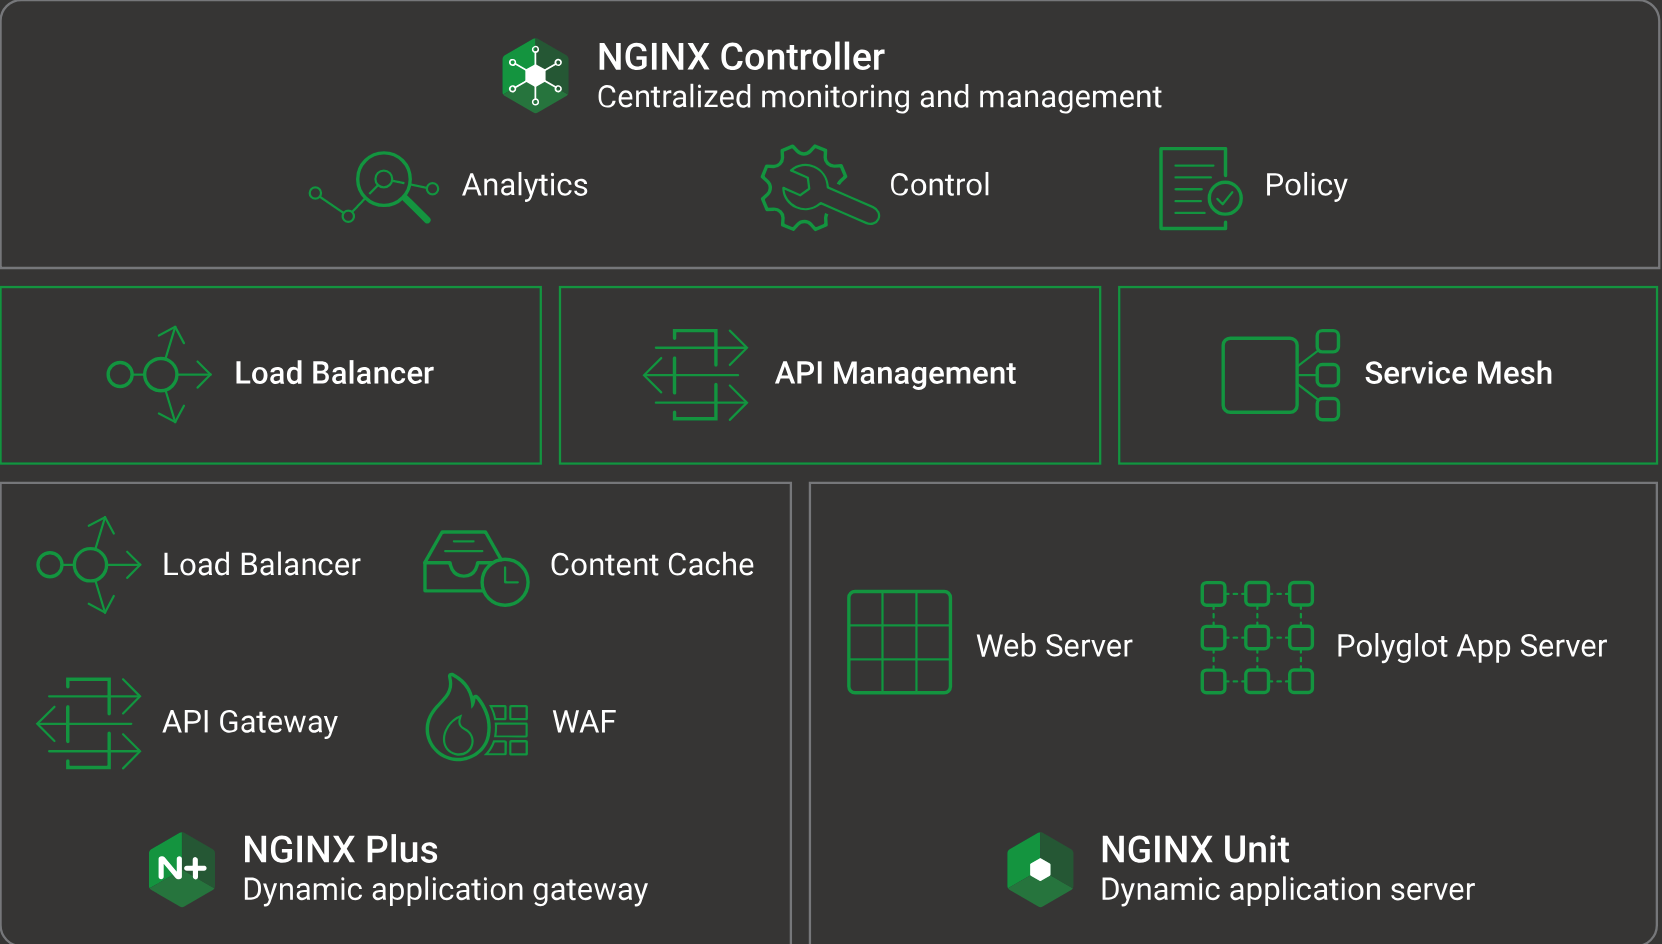 NGINX Controller
Centralized monitoring and management
Analytics
Control
Policy
Load Balancer
API Management
Service Mesh
Load Balancer
Content Cache
API Gateway
WAF
N+
NGINX Plus
Dynamic application gateway
Web Server
Polyglot App Server
NGINX Unit
Dynamic application server